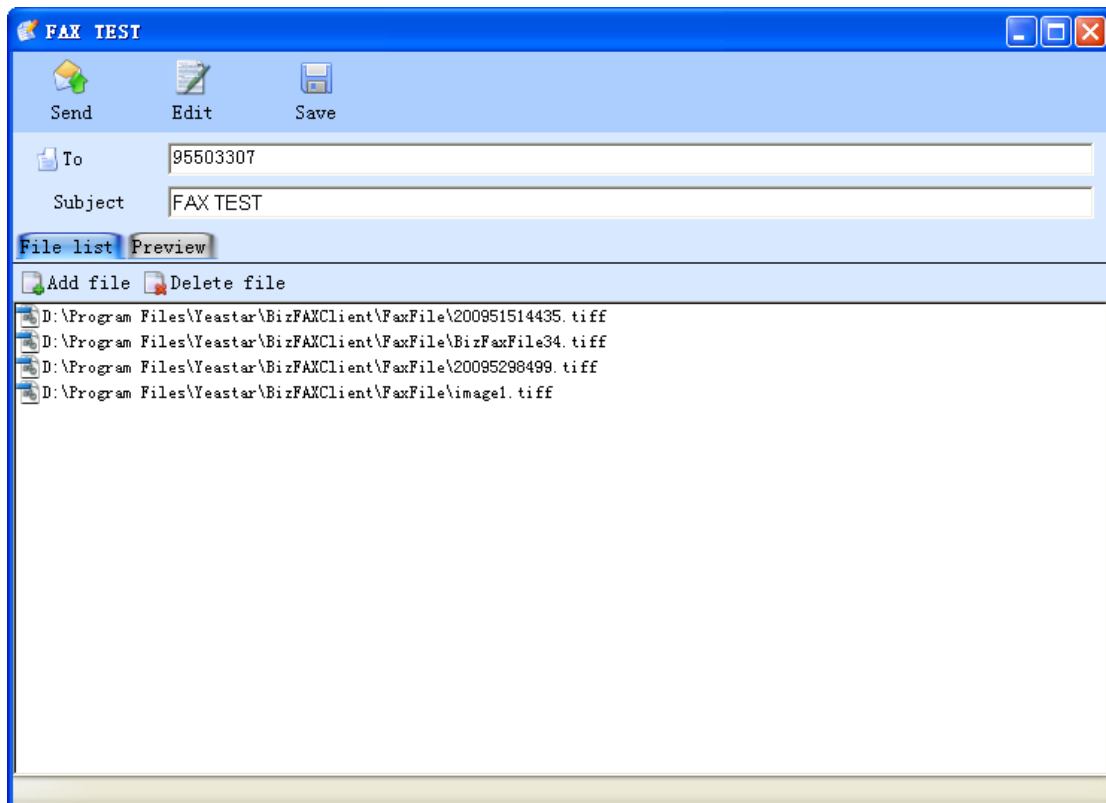 FAX TEST
Send Edit Save
To 95503307
Subject FAX TEST
File list Preview
Add file Delete file
D:\Program Files\Yeastar\BizFAXClient\FaxFile\200951514435.tiff
D:\Program Files\Yeastar\BizFAXClient\FaxFile\BizFaxFile34.tiff
D:\Program Files\Yeastar\BizFAXClient\FaxFile\20095298499.tiff
D:\Program Files\Yeastar\BizFAXClient\FaxFile\image1.tiff